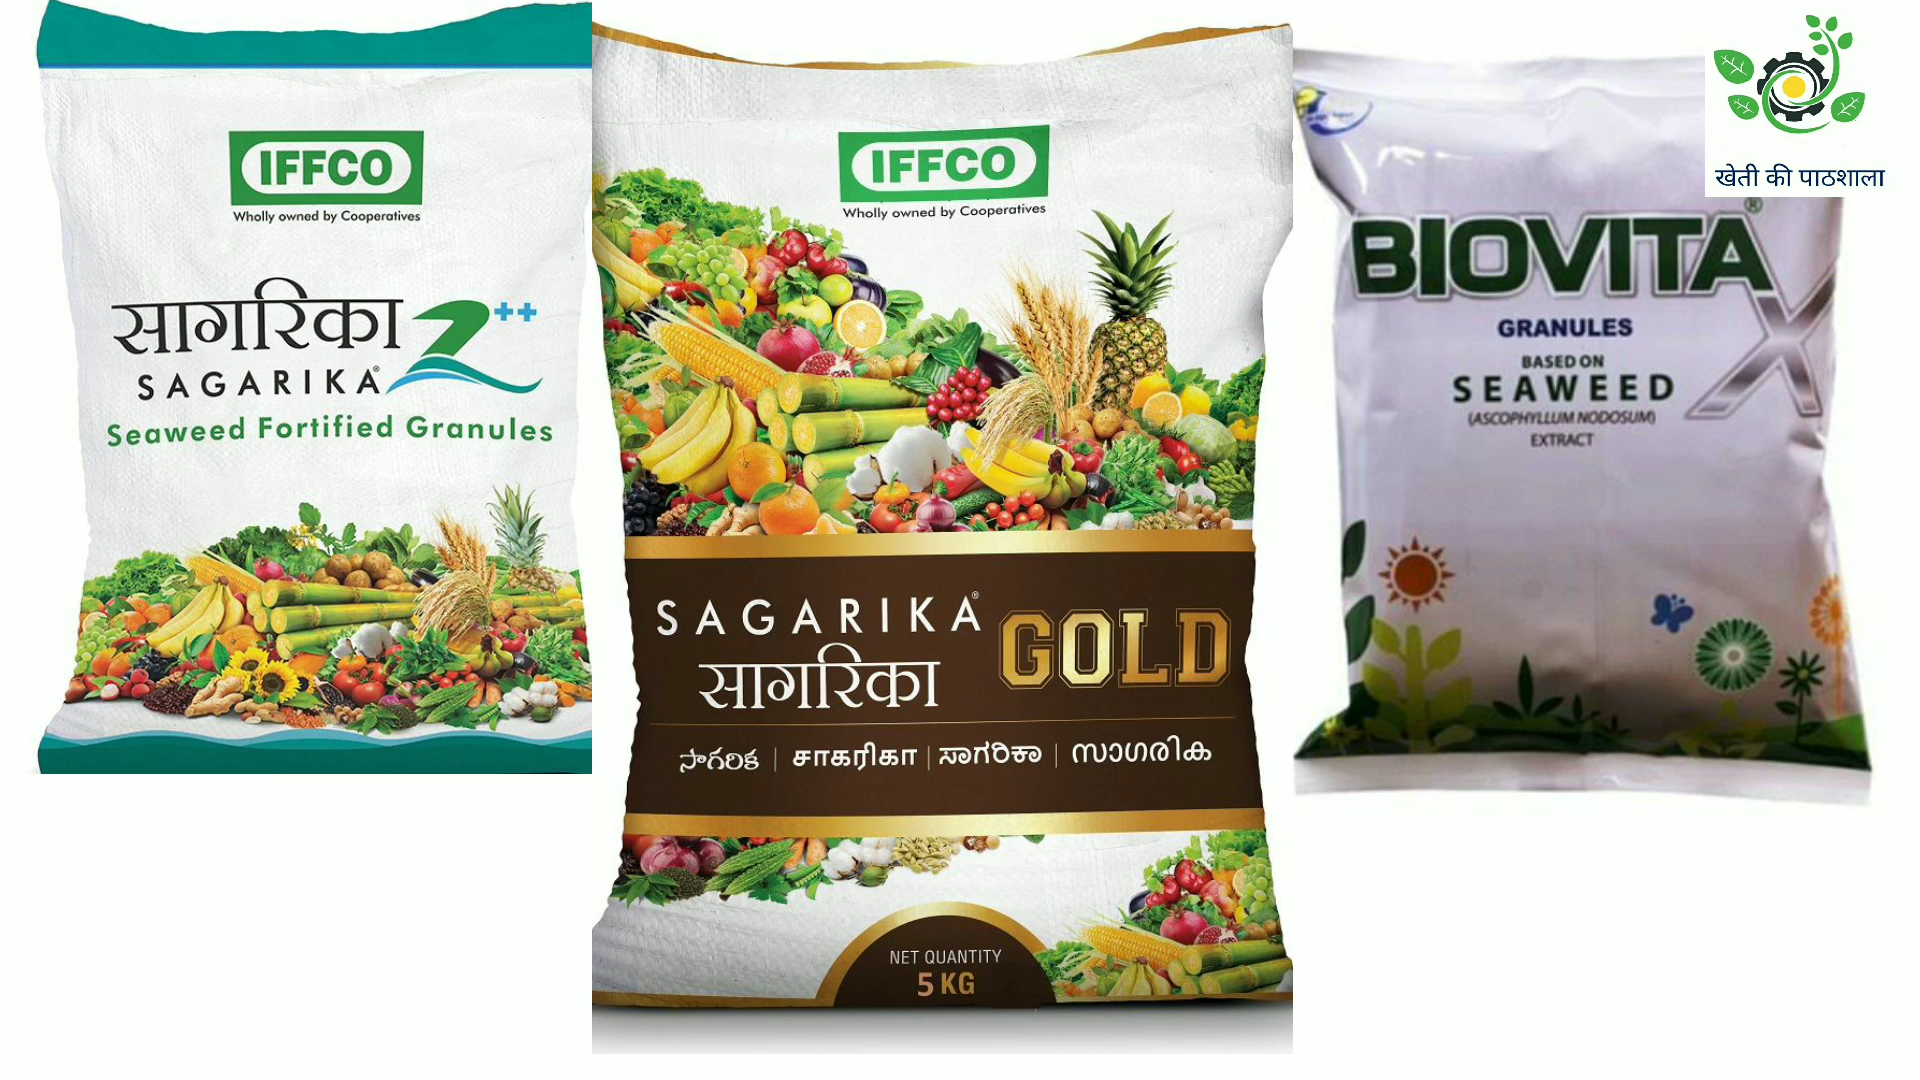 IFFCO
Wholly owned by Cooperatives
सागरिका Z++
SAGARIKA®
Seaweed Fortified Granules
IFFCO
Wholly owned by Cooperatives
SAGARIKA® GOLD
सागरिका
సాగరిక | சாகரிகா | ಸಾಗರಿಕಾ | സാഗരിക
NET QUANTITY
5 KG
खेती की पाठशाला
BIOVITA® X
GRANULES
BASED ON
SEAWEED
(ASCOPHYLLUM NODOSUM)
EXTRACT